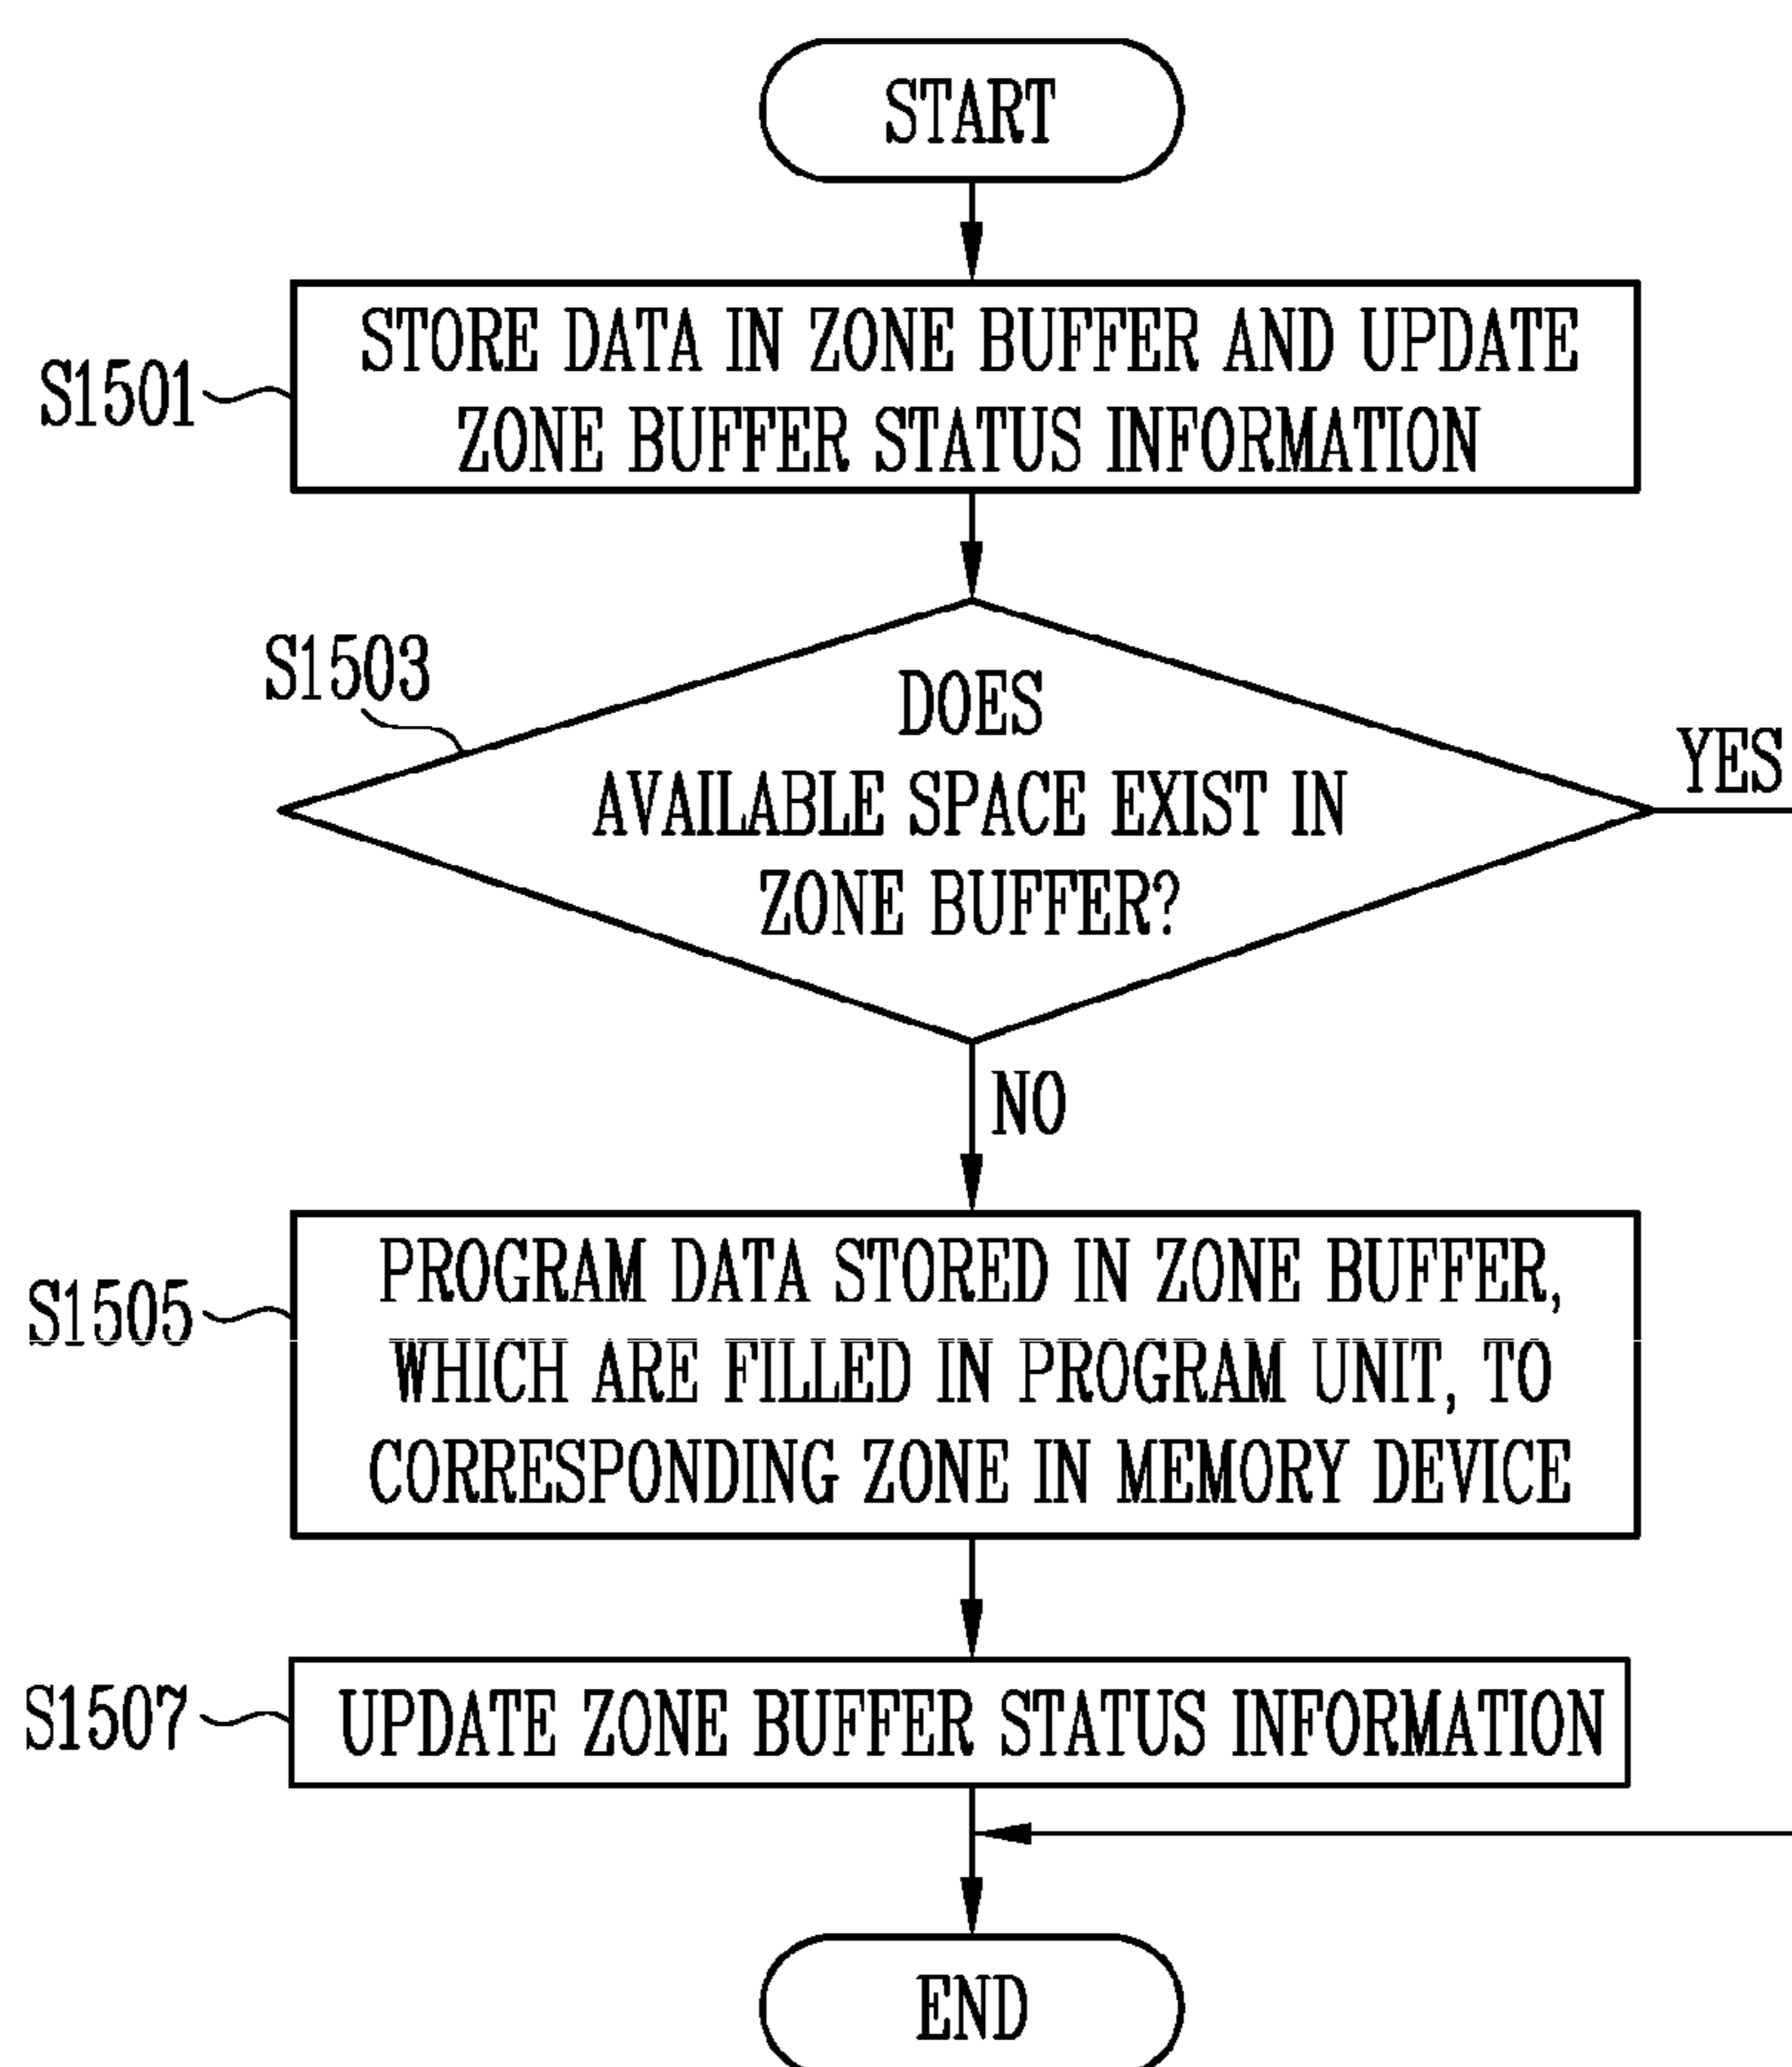 START
S1501
STORE DATA IN ZONE BUFFER AND UPDATE
ZONE BUFFER STATUS INFORMATION
S1503
DOES
AVAILABLE SPACE EXIST IN
ZONE BUFFER?
YES
NO
S1505
PROGRAM DATA STORED IN ZONE BUFFER,
WHICH ARE FILLED IN PROGRAM UNIT, TO
CORRESPONDING ZONE IN MEMORY DEVICE
S1507
UPDATE ZONE BUFFER STATUS INFORMATION
END